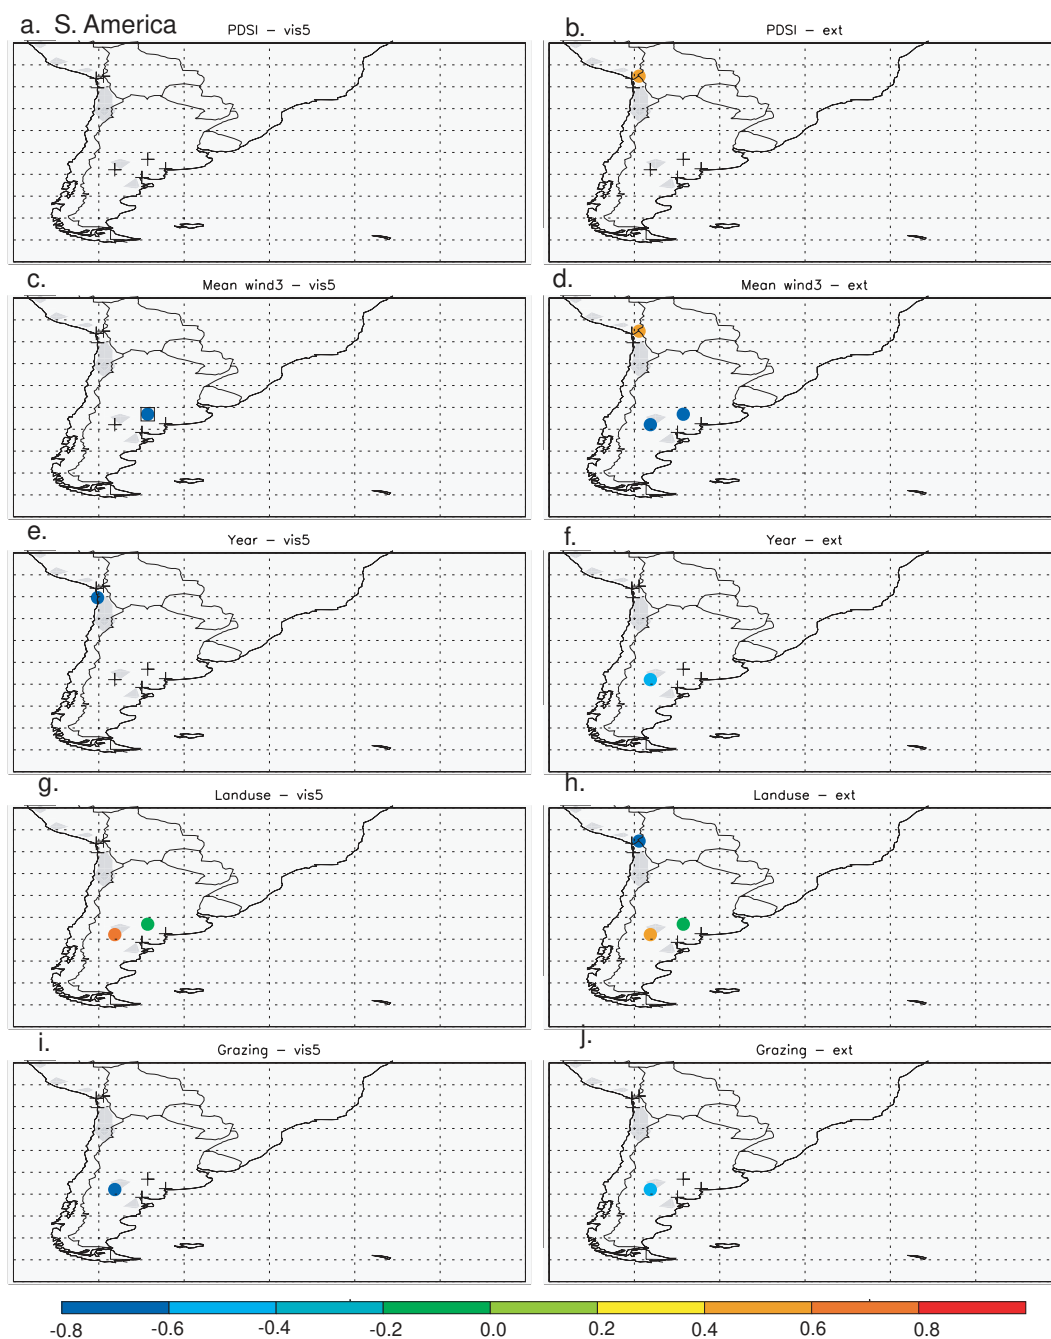 a. S. America
PDSI – vis5
b.
PDSI – ext
c.
Mean wind3 – vis5
d.
Mean wind3 – ext
e.
Year – vis5
f.
Year – ext
g.
Landuse – vis5
h.
Landuse – ext
i.
Grazing – vis5
j.
Grazing – ext
-0.8 -0.6 -0.4 -0.2 0.0 0.2 0.4 0.6 0.8